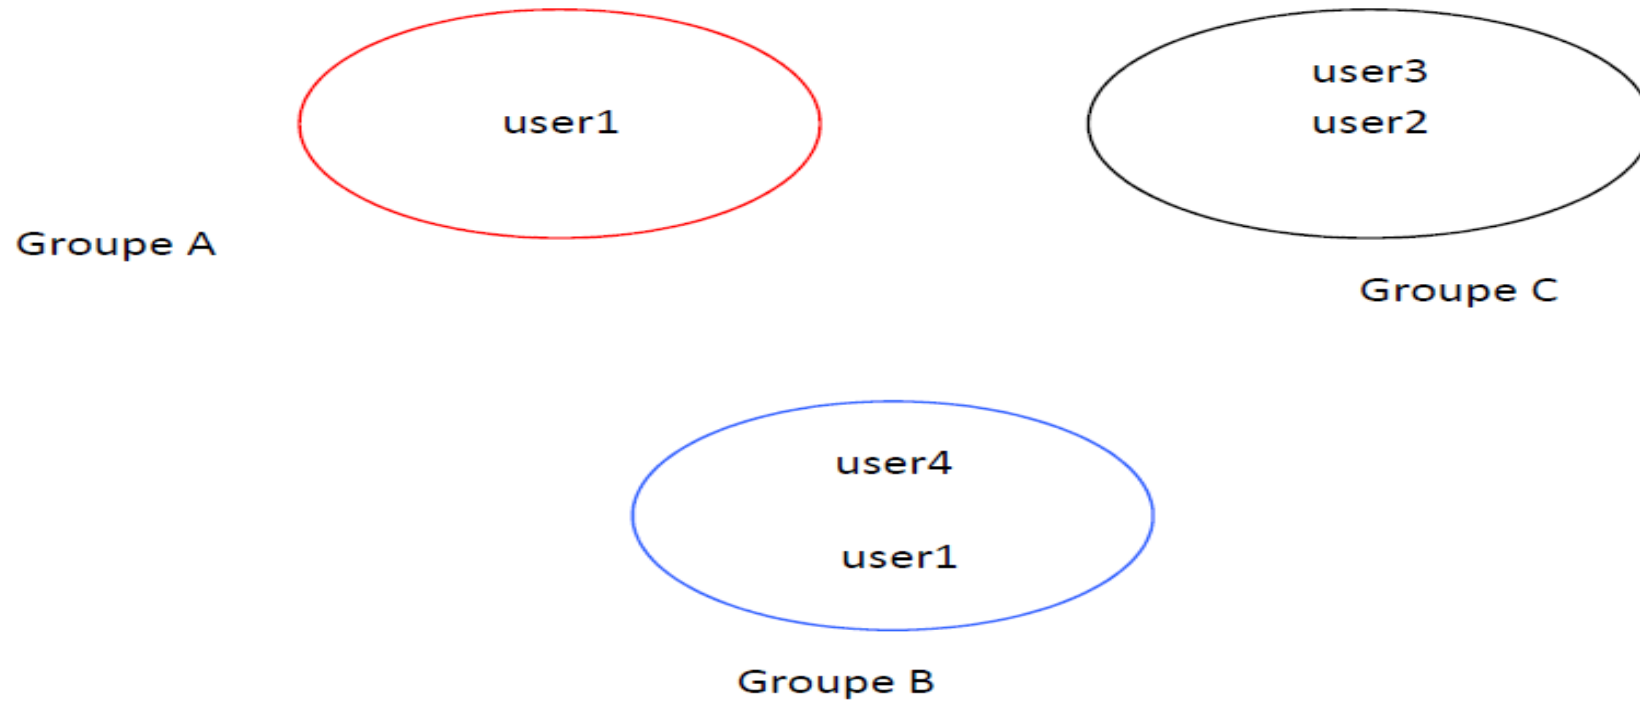 user1
user3
user2
Groupe A
Groupe C
user4
user1
Groupe B